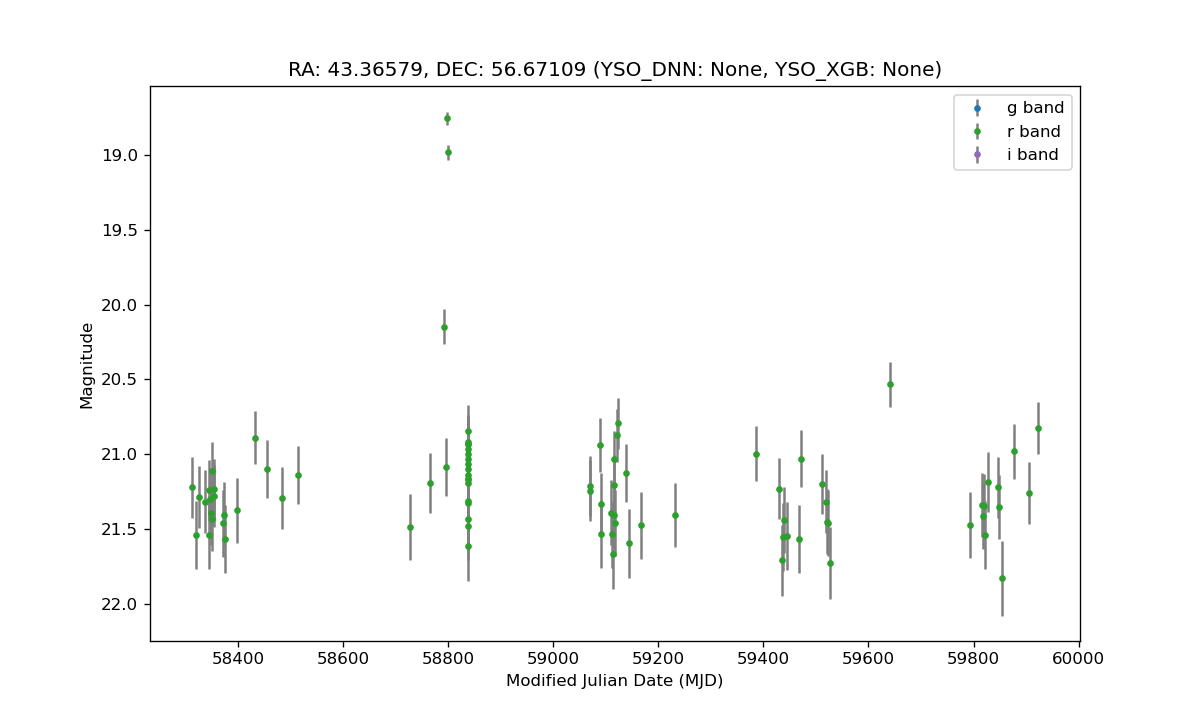 RA: 43.36579, DEC: 56.67109 (YSO_DNN: None, YSO_XGB: None)
g band
r band
i band
19.0
19.5
20.0
20.5
21.0
21.5
22.0
Magnitude
58400 58600 58800 59000 59200 59400 59600 59800 60000
Modified Julian Date (MJD)